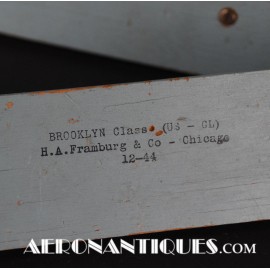 BROOKLYN Class (US - CL)
H.A.Framburg & Co - Chicago
12-44
AERONANTIQUES.COM